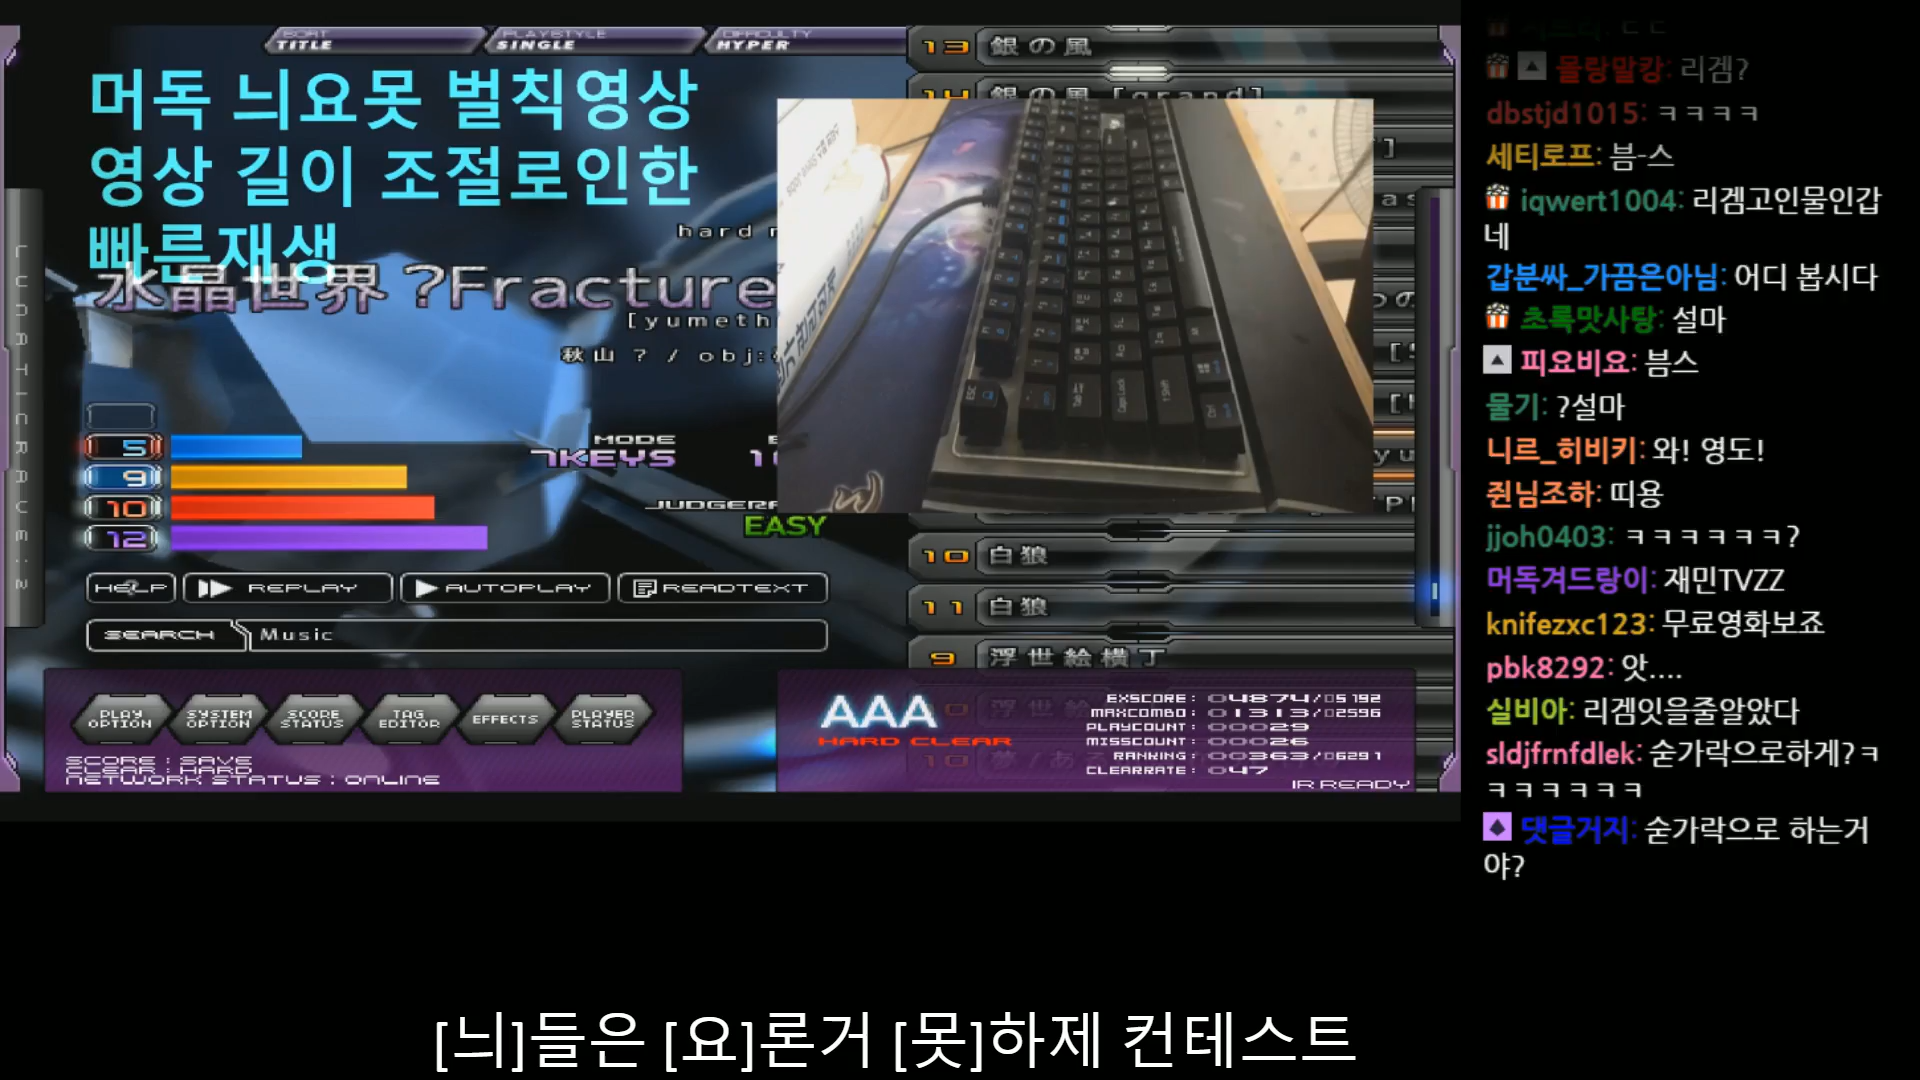 SORT
TITLE
PLAYSTYLE
SINGLE
DIFFICULTY
HYPER
머독 늬요못 벌칙영상
영상 길이 조절로인한
빠른재생
hard
水晶世界 ?Fracture
[yumeth
秋山 ? / obj:
LUNATICRAVE:2
5
9
10
12
MODE
7KEYS
EASY
HELP
REPLAY
AUTOPLAY
READTEXT
SEARCH
Music
PLAY OPTION
SYSTEM OPTION
SCORE STATUS
TAG EDITOR
EFFECTS
PLAYER STATUS
SCORE : SAVE
CLEAR : HARD
NETWORK STATUS : ONLINE
13 銀の風
14 銀の風 [grand]
10 白狼
11 白狼
9 浮世絵横丁
AAA
HARD CLEAR
EXSCORE: 04874/05192
MAXCOMBO: 01313/02596
PLAYCOUNT: 00029
MISSCOUNT: 00026
RANKING: 00363/06291
CLEARRATE: 047
IR READY
몰랑말캉: 리겜?
dbstjd1015: ㅋㅋㅋㅋ
세티로프: 븜-스
iqwert1004: 리겜고인물인갑
네
갑분싸_가끔은아님: 어디 봅시다
초록맛사탕: 설마
피요비요: 븜스
물기: ?설마
니르_히비키: 와! 영도!
쥔님조하: 띠용
jjoh0403: ㅋㅋㅋㅋㅋㅋ?
머독겨드랑이: 재민TVZZ
knifezxc123: 무료영화보죠
pbk8292: 앗....
실비아: 리겜잇을줄알았다
sldjfrnfdlek: 숟가락으로하게?ㅋ
ㅋㅋㅋㅋㅋㅋ
댓글거지: 숟가락으로 하는거
야?
[늬]들은 [요]론거 [못]하제 컨테스트